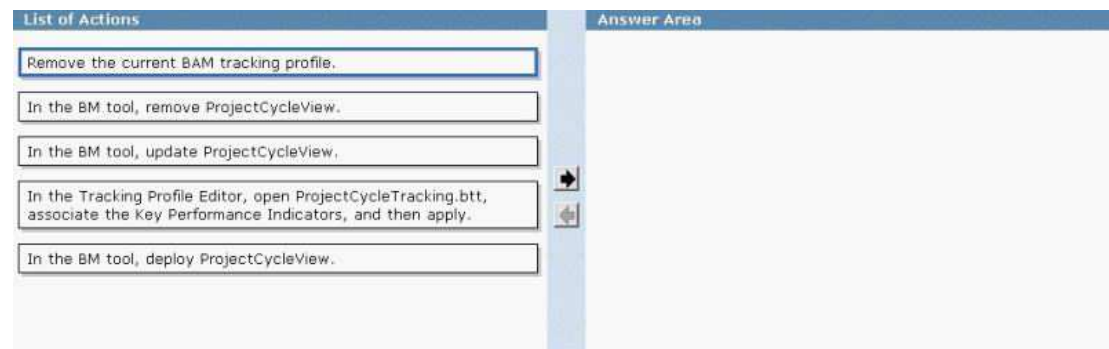 List of Actions
Answer Area
Remove the current BAM tracking profile.
In the BM tool, remove ProjectCycleView.
In the BM tool, update ProjectCycleView.
In the Tracking Profile Editor, open ProjectCycleTracking.btt,
associate the Key Performance Indicators, and then apply.
In the BM tool, deploy ProjectCycleView.